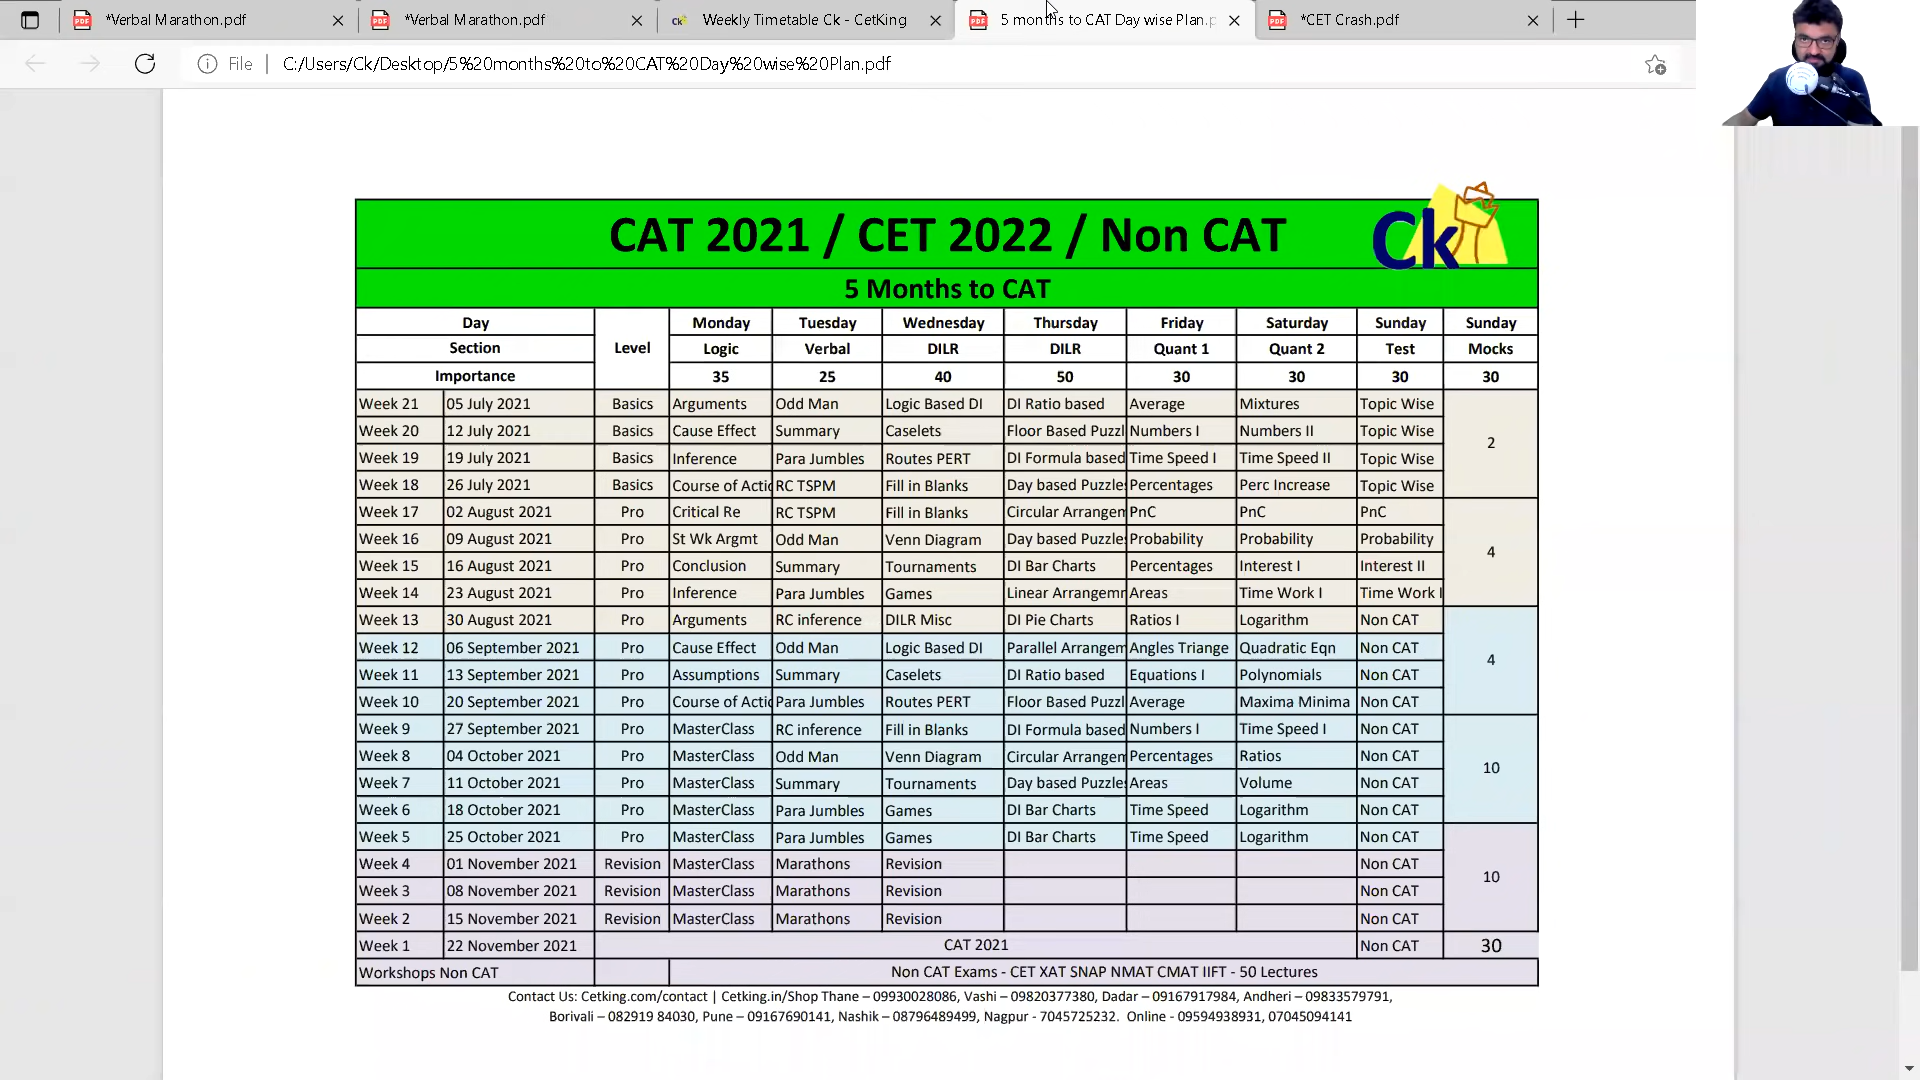 *Verbal Marathon.pdf *Verbal Marathon.pdf Weekly Timetable Ck - CetKing 5 months to CAT Day wise Plan.p *CET Crash.pdf
File C:/Users/Ck/Desktop/5%20months%20to%20CAT%20Day%20wise%20Plan.pdf
CAT 2021 / CET 2022 / Non CAT Ck
5 Months to CAT
Day Level Monday Tuesday Wednesday Thursday Friday Saturday Sunday Sunday
Section Logic Verbal DILR DILR Quant 1 Quant 2 Test Mocks
Importance 35 25 40 50 30 30 30 30
Week 21 05 July 2021 Basics Arguments Odd Man Logic Based DI DI Ratio based Average Mixtures Topic Wise 2
Week 20 12 July 2021 Basics Cause Effect Summary Caselets Floor Based Puzzl Numbers I Numbers II Topic Wise
Week 19 19 July 2021 Basics Inference Para Jumbles Routes PERT DI Formula based Time Speed I Time Speed II Topic Wise
Week 18 26 July 2021 Basics Course of Actio RC TSPM Fill in Blanks Day based Puzzles Percentages Perc Increase Topic Wise
Week 17 02 August 2021 Pro Critical Re RC TSPM Fill in Blanks Circular Arrangem PnC PnC PnC 4
Week 16 09 August 2021 Pro St Wk Argmt Odd Man Venn Diagram Day based Puzzles Probability Probability Probability
Week 15 16 August 2021 Pro Conclusion Summary Tournaments DI Bar Charts Percentages Interest I Interest II
Week 14 23 August 2021 Pro Inference Para Jumbles Games Linear Arrangemn Areas Time Work I Time Work I
Week 13 30 August 2021 Pro Arguments RC inference DILR Misc DI Pie Charts Ratios I Logarithm Non CAT 4
Week 12 06 September 2021 Pro Cause Effect Odd Man Logic Based DI Parallel Arrangem Angles Triange Quadratic Eqn Non CAT
Week 11 13 September 2021 Pro Assumptions Summary Caselets DI Ratio based Equations I Polynomials Non CAT
Week 10 20 September 2021 Pro Course of Actio Para Jumbles Routes PERT Floor Based Puzzl Average Maxima Minima Non CAT
Week 9 27 September 2021 Pro MasterClass RC inference Fill in Blanks DI Formula based Numbers I Time Speed I Non CAT 10
Week 8 04 October 2021 Pro MasterClass Odd Man Venn Diagram Circular Arrangem Percentages Ratios Non CAT
Week 7 11 October 2021 Pro MasterClass Summary Tournaments Day based Puzzles Areas Volume Non CAT
Week 6 18 October 2021 Pro MasterClass Para Jumbles Games DI Bar Charts Time Speed Logarithm Non CAT
Week 5 25 October 2021 Pro MasterClass Para Jumbles Games DI Bar Charts Time Speed Logarithm Non CAT 10
Week 4 01 November 2021 Revision MasterClass Marathons Revision Non CAT
Week 3 08 November 2021 Revision MasterClass Marathons Revision Non CAT
Week 2 15 November 2021 Revision MasterClass Marathons Revision Non CAT
Week 1 22 November 2021 CAT 2021 Non CAT 30
Workshops Non CAT Non CAT Exams - CET XAT SNAP NMAT CMAT IIFT - 50 Lectures
Contact Us: Cetking.com/contact | Cetking.in/Shop Thane – 09930028086, Vashi – 09820377380, Dadar – 09167917984, Andheri – 09833579791,
Borivali – 082919 84030, Pune – 09167690141, Nashik – 08796489499, Nagpur - 7045725232. Online - 09594938931, 07045094141